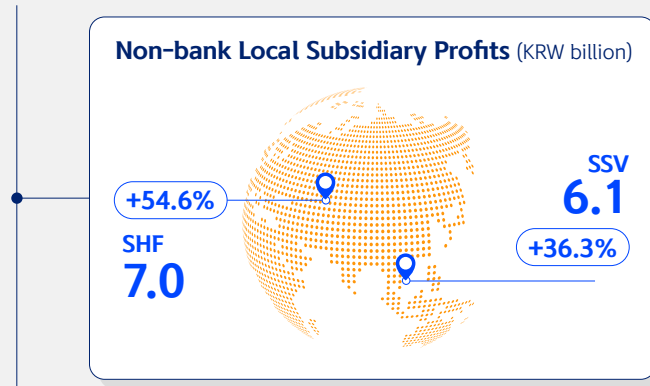 Non-bank Local Subsidiary Profits (KRW billion)
+54.6%
SHF
7.0
SSV
6.1
+36.3%